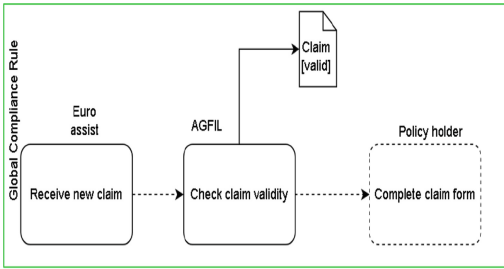 Global Compliance Rule
Claim
[valid]
Euro
assist
AGFIL
Policy holder
Receive new claim
Check claim validity
Complete claim form